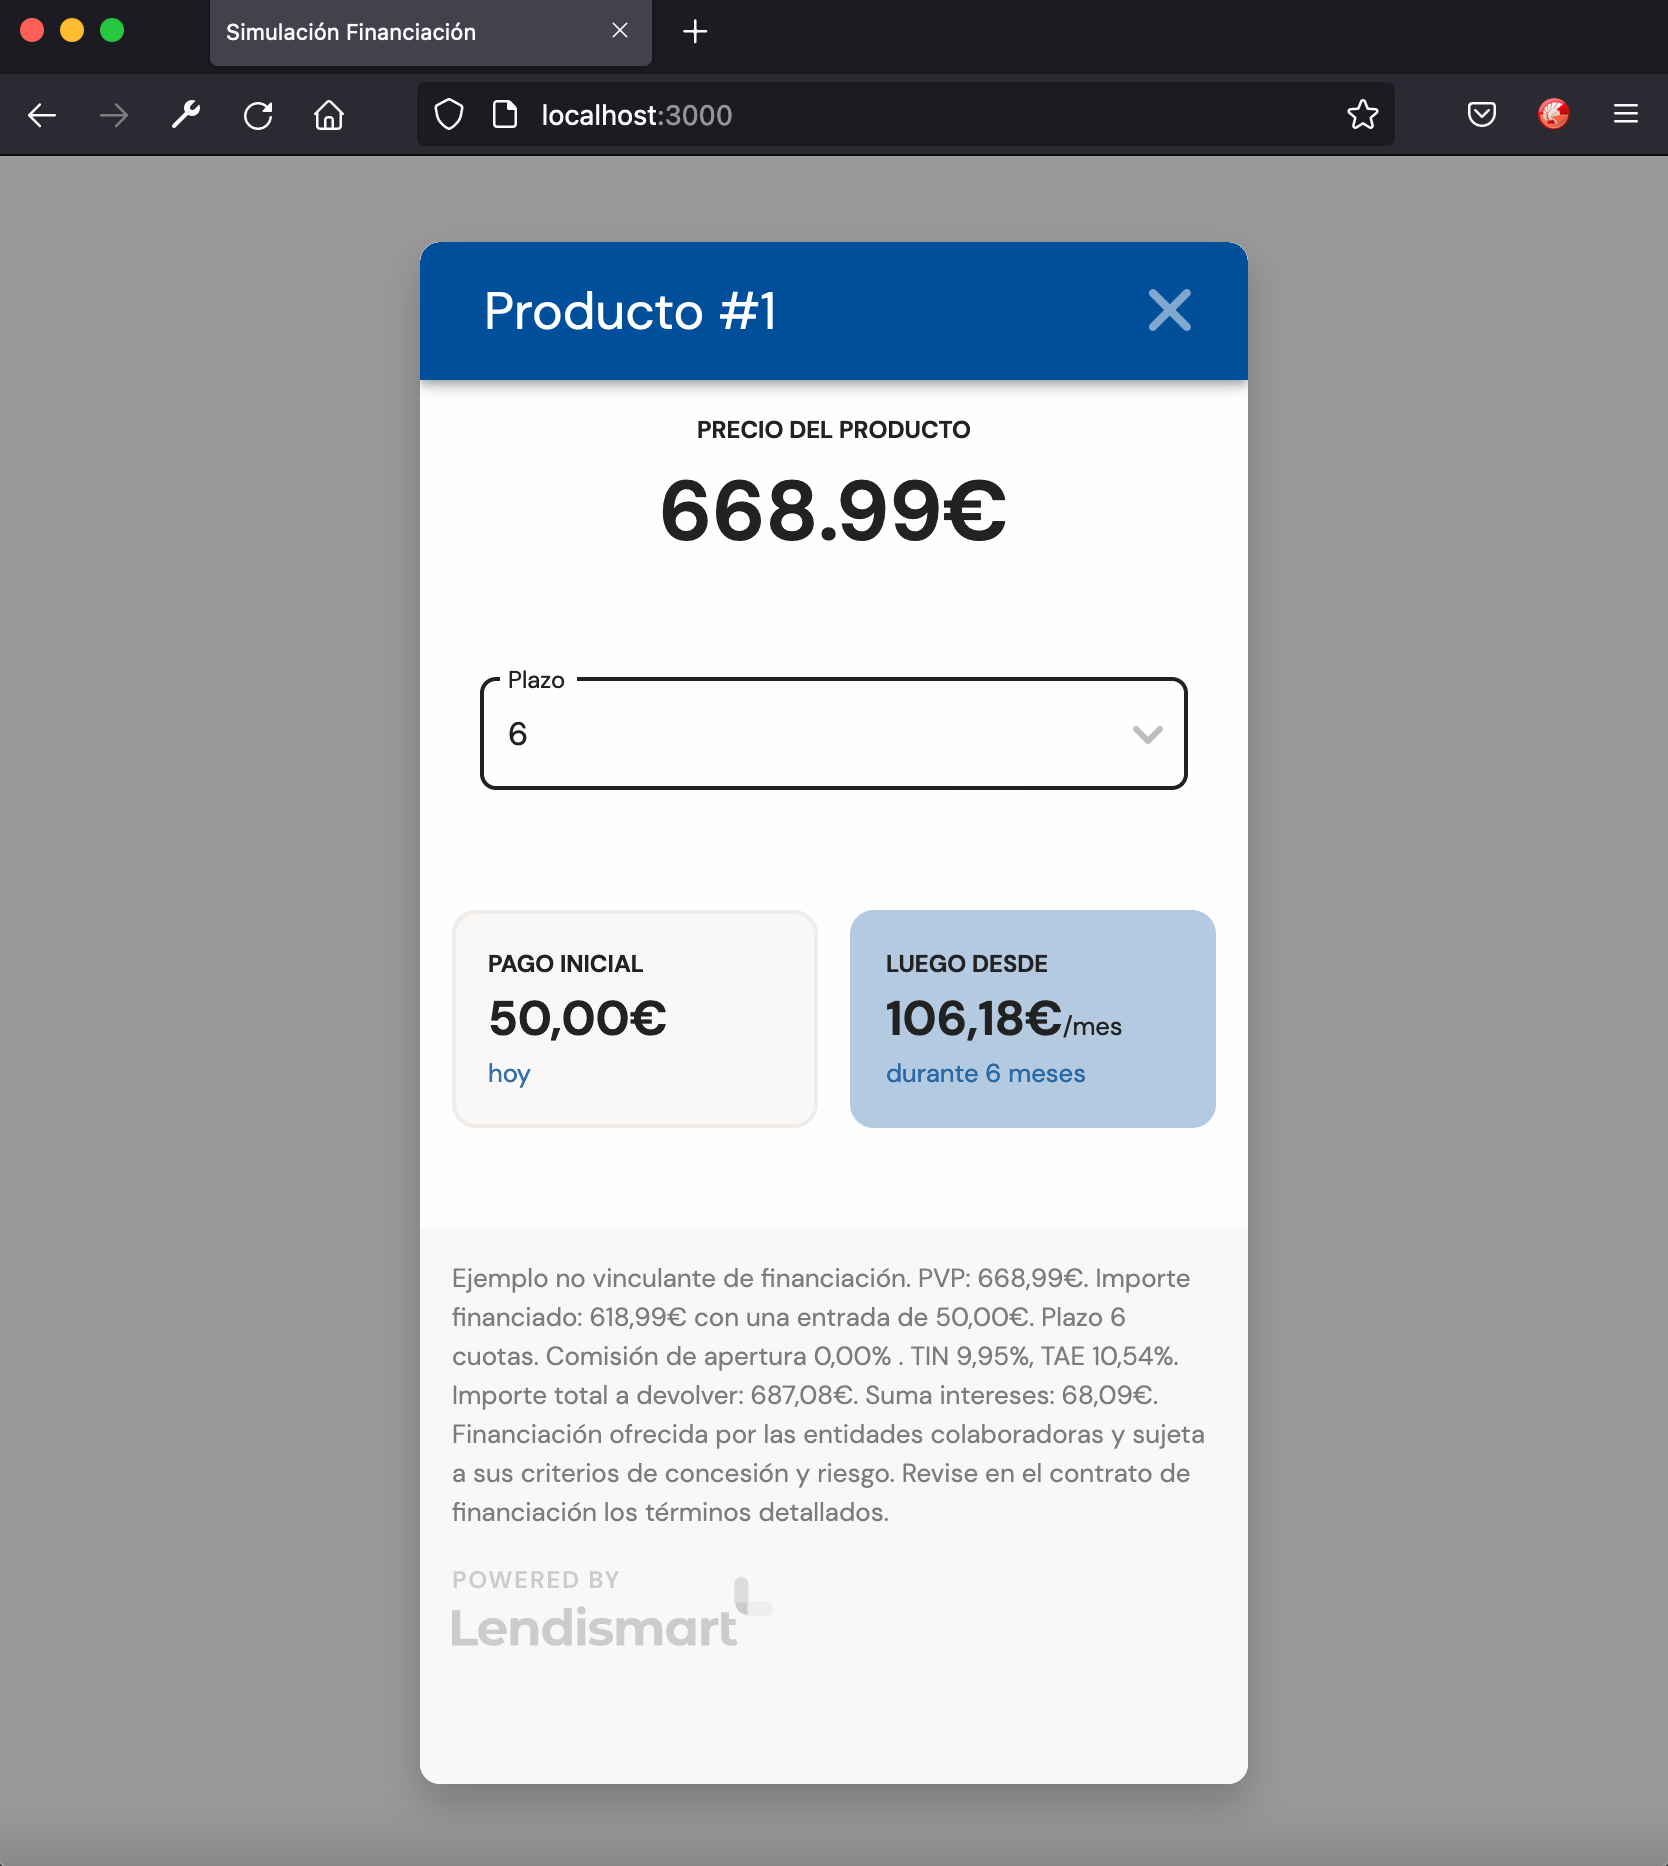 Simulación Financiación
localhost:3000
Producto #1
PRECIO DEL PRODUCTO
668.99€
Plazo
6
PAGO INICIAL
50,00€
hoy
LUEGO DESDE
106,18€/mes
durante 6 meses
Ejemplo no vinculante de financiación. PVP: 668,99€. Importe
financiado: 618,99€ con una entrada de 50,00€. Plazo 6
cuotas. Comisión de apertura 0,00% . TIN 9,95%, TAE 10,54%.
Importe total a devolver: 687,08€. Suma intereses: 68,09€.
Financiación ofrecida por las entidades colaboradoras y sujeta
a sus criterios de concesión y riesgo. Revise en el contrato de
financiación los términos detallados.
POWERED BY
Lendismart